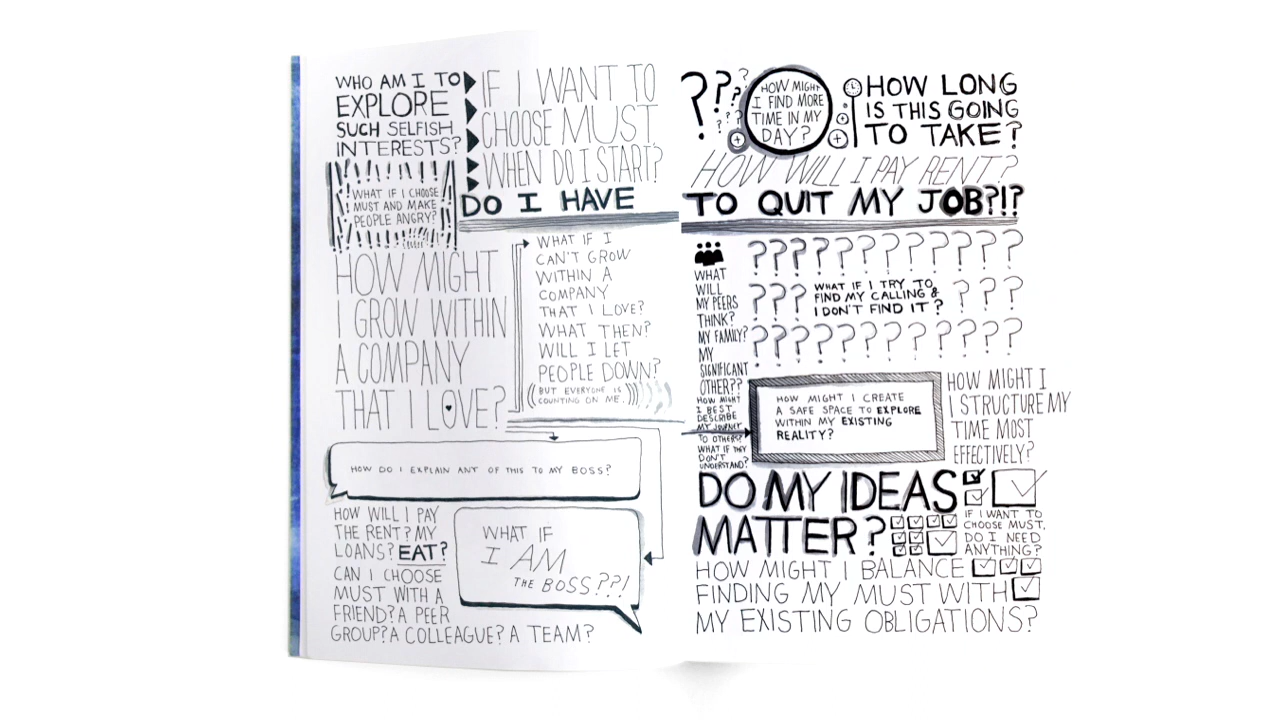 WHO AM I TO
EXPLORE
SUCH SELFISH
INTERESTS?
IF I WANT TO
CHOOSE MUST,
WHEN DO I START?
WHAT IF I CHOOSE
MUST AND MAKE
PEOPLE ANGRY?
DO I HAVE TO QUIT MY JOB?!?
HOW MIGHT
I GROW WITHIN
A COMPANY
THAT I LOVE?
WHAT IF I
CAN'T GROW
WITHIN A
COMPANY
THAT I LOVE?
WHAT THEN?
WILL I LET
PEOPLE DOWN?
(BUT EVERYONE IS
COUNTING ON ME.)))
HOW DO I EXPLAIN ANY OF THIS TO MY BOSS?
HOW WILL I PAY
THE RENT? MY
LOANS? EAT?
CAN I CHOOSE
MUST WITH A
FRIEND? A PEER
GROUP? A COLLEAGUE? A TEAM?
WHAT IF
I AM
THE BOSS??!
? ? ? ? ? ? ?
HOW MIGHT
I FIND MORE
TIME IN MY
DAY?
HOW LONG
IS THIS GOING
TO TAKE?
HOW WILL I PAY RENT?
WHAT
WILL
MY PEERS
THINK?
MY FAMILY?
MY
SIGNIFICANT
OTHER??
HOW MIGHT
I BEST
DESCRIBE
MY JOURNEY
TO OTHERS?
WHAT IF THEY
DON'T
UNDERSTAND?
? ? ? ? ? ? ? ? ? ? ? ?
? ? ? WHAT IF I TRY TO ? ? ?
FIND MY CALLING &
I DON'T FIND IT?
? ? ? ? ? ? ? ? ? ? ? ?
HOW MIGHT I CREATE
A SAFE SPACE TO EXPLORE
WITHIN MY EXISTING
REALITY?
HOW MIGHT I
I STRUCTURE MY
TIME MOST
EFFECTIVELY?
DO MY IDEAS
MATTER?
IF I WANT TO
CHOOSE MUST,
DO I NEED
ANYTHING?
HOW MIGHT I BALANCE
FINDING MY MUST WITH
MY EXISTING OBLIGATIONS?